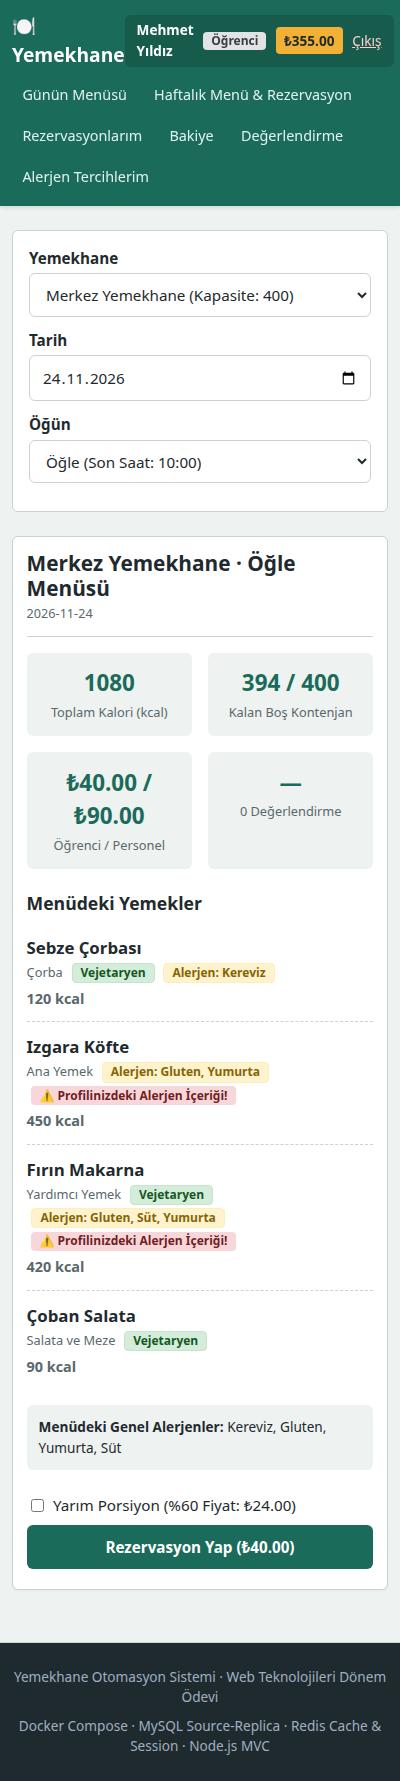 🍽️
Yemekhane
Mehmet
Yıldız
Öğrenci
₺355.00
Çıkış
Günün Menüsü Haftalık Menü & Rezervasyon
Rezervasyonlarım Bakiye Değerlendirme
Alerjen Tercihlerim
Yemekhane
Merkez Yemekhane (Kapasite: 400)
Tarih
24.11.2026
Öğün
Öğle (Son Saat: 10:00)
Merkez Yemekhane · Öğle
Menüsü
2026-11-24
1080
Toplam Kalori (kcal)
394 / 400
Kalan Boş Kontenjan
₺40.00 /
₺90.00
Öğrenci / Personel
—
0 Değerlendirme
Menüdeki Yemekler
Sebze Çorbası
Çorba Vejetaryen Alerjen: Kereviz
120 kcal
Izgara Köfte
Ana Yemek Alerjen: Gluten, Yumurta
⚠️ Profilinizdeki Alerjen İçeriği!
450 kcal
Fırın Makarna
Yardımcı Yemek Vejetaryen
Alerjen: Gluten, Süt, Yumurta
⚠️ Profilinizdeki Alerjen İçeriği!
420 kcal
Çoban Salata
Salata ve Meze Vejetaryen
90 kcal
Menüdeki Genel Alerjenler: Kereviz, Gluten,
Yumurta, Süt
Yarım Porsiyon (%60 Fiyat: ₺24.00)
Rezervasyon Yap (₺40.00)
Yemekhane Otomasyon Sistemi · Web Teknolojileri Dönem
Ödevi
Docker Compose · MySQL Source-Replica · Redis Cache &
Session · Node.js MVC